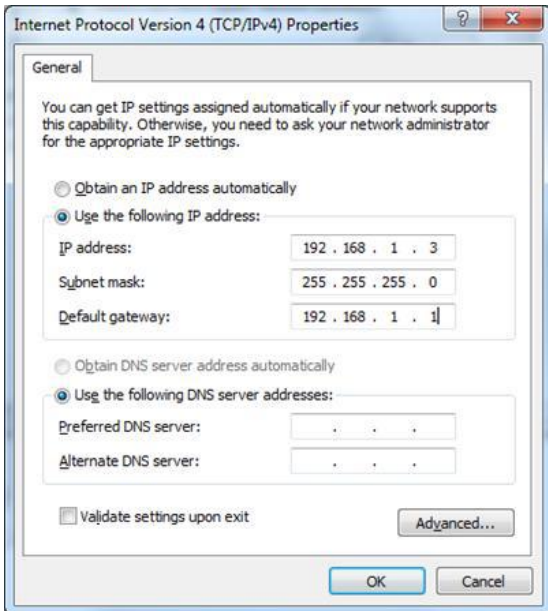 Internet Protocol Version 4 (TCP/IPv4) Properties
General
You can get IP settings assigned automatically if your network supports
this capability. Otherwise, you need to ask your network administrator
for the appropriate IP settings.
Obtain an IP address automatically
Use the following IP address:
IP address: 192 . 168 . 1 . 3
Subnet mask: 255 . 255 . 255 . 0
Default gateway: 192 . 168 . 1 . 1
Obtain DNS server address automatically
Use the following DNS server addresses:
Preferred DNS server: . . .
Alternate DNS server: . . .
Validate settings upon exit
Advanced...
OK Cancel